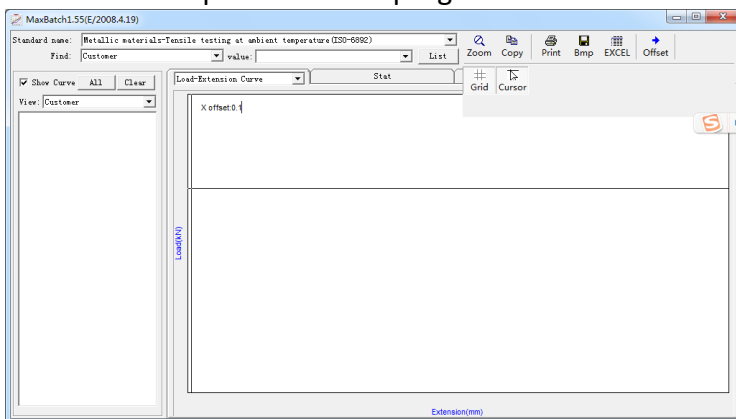 MaxBatch1.55(E/2008.4.19)
Standard name: Metallic materials-Tensile testing at ambient temperature(ISO-6892)
Find: Customer value: List
Zoom Copy Print Bmp EXCEL Offset
Show Curve All Clear
Load-Extension Curve Stat
Grid Cursor
View: Customer
X offset:0.1
Load(kN)
Extension(mm)